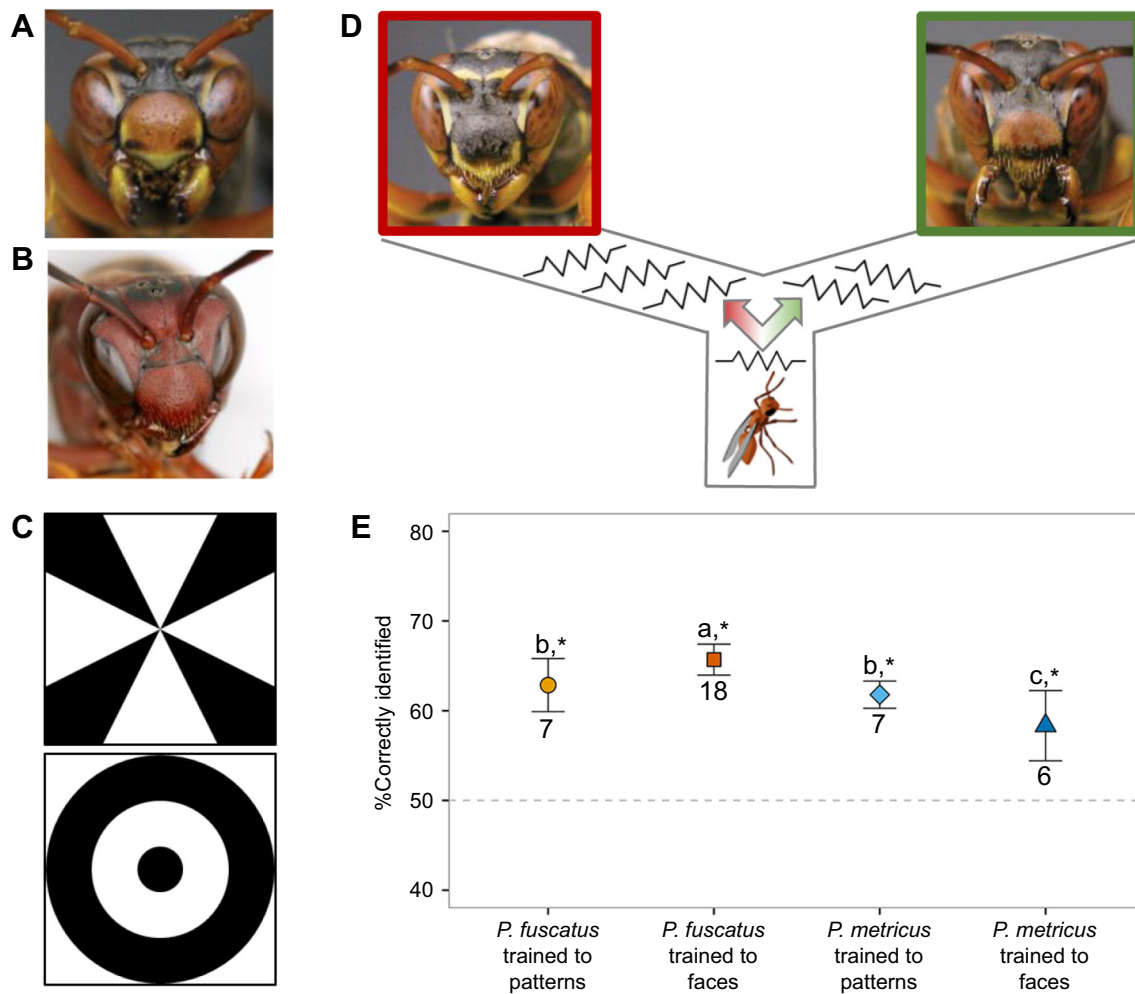 A
B
C
D
E
%Correctly identified
80
70
60
50
40
b,*
7
a,*
18
b,*
7
c,*
6
P. fuscatus
trained to
patterns
P. fuscatus
trained to
faces
P. metricus
trained to
patterns
P. metricus
trained to
faces